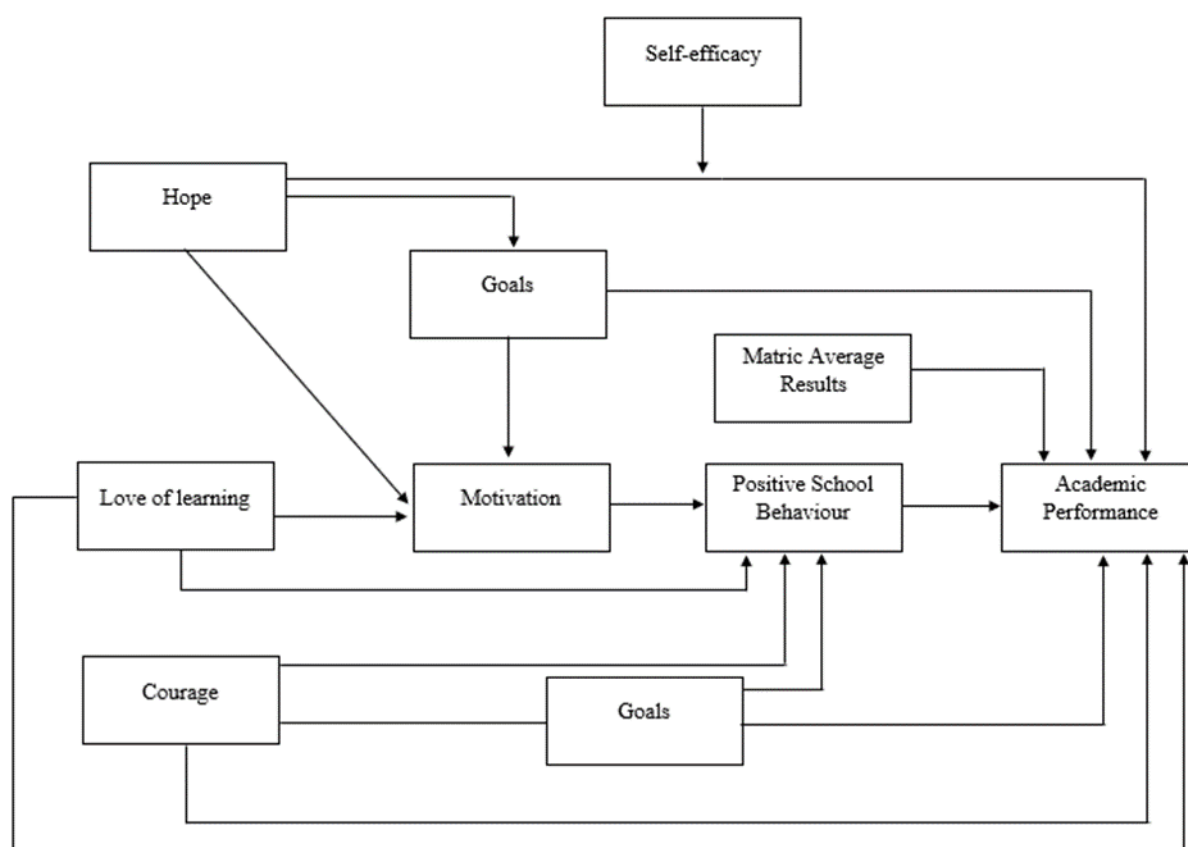 Self-efficacy
Hope
Goals
Matric Average
Results
Love of learning
Motivation
Positive School
Behaviour
Academic
Performance
Courage
Goals